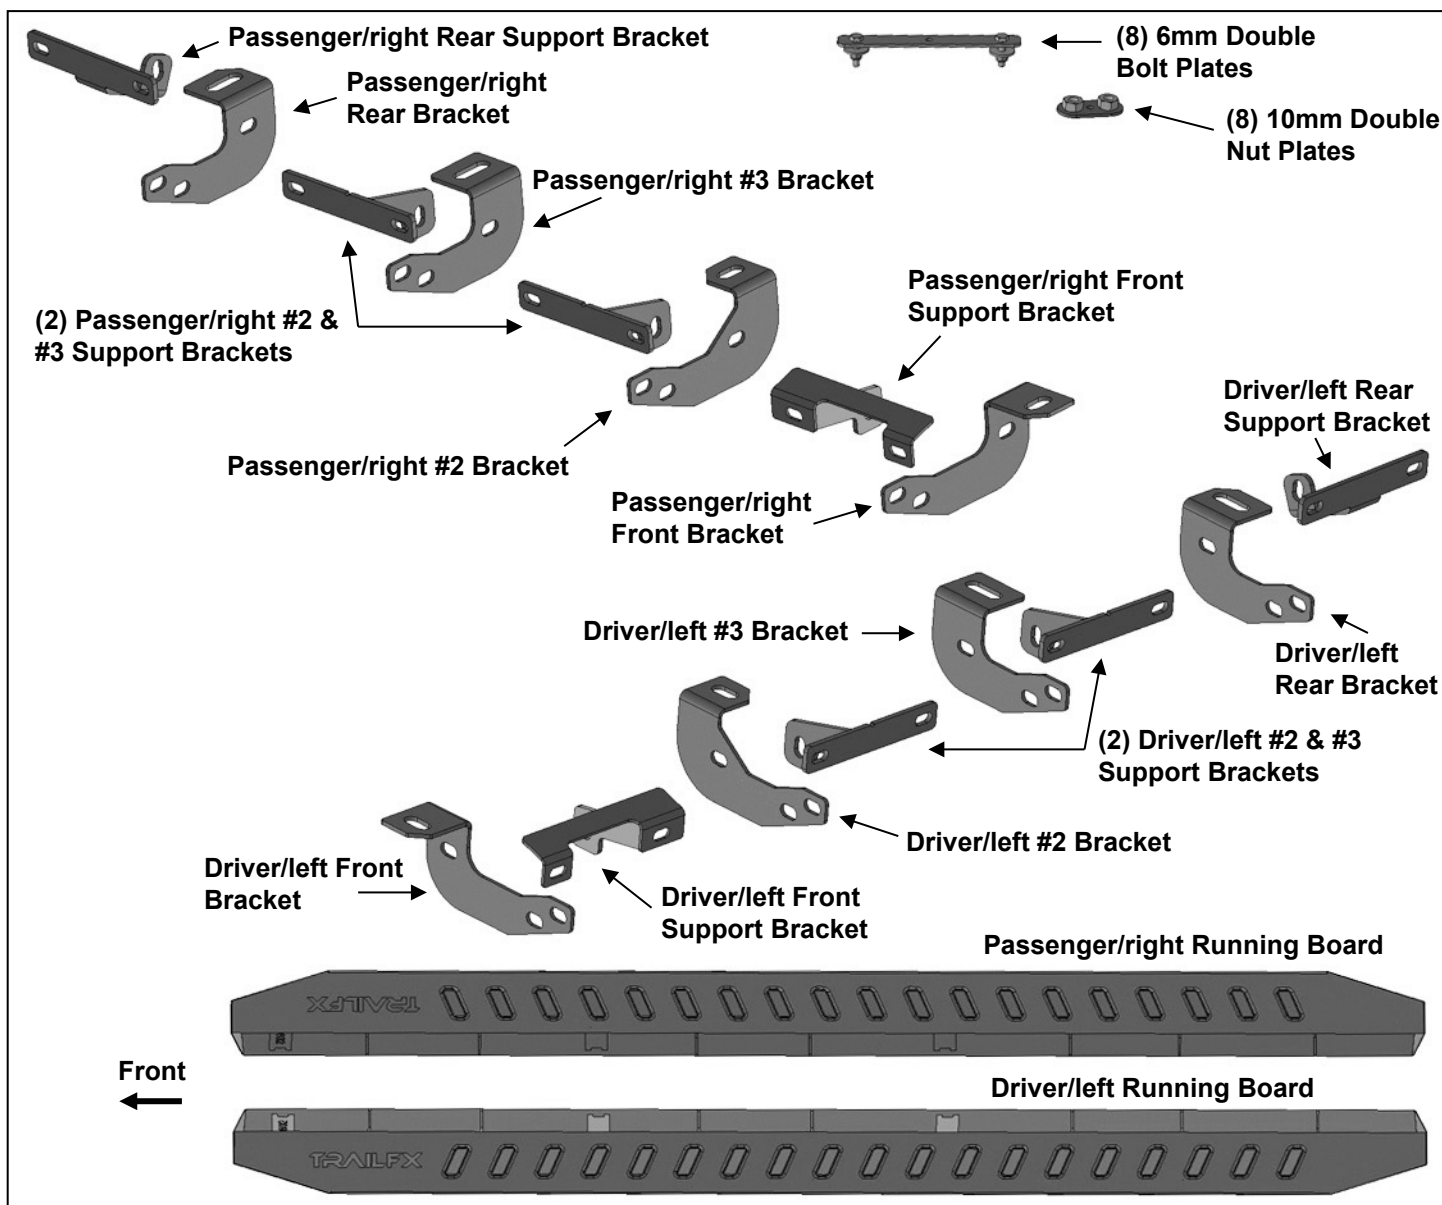 Passenger/right Rear Support Bracket
(8) 6mm Double
Bolt Plates
Passenger/right
Rear Bracket
(8) 10mm Double
Nut Plates
Passenger/right #3 Bracket
(2) Passenger/right #2 &
#3 Support Brackets
Passenger/right Front
Support Bracket
Driver/left Rear
Support Bracket
Passenger/right #2 Bracket
Passenger/right
Front Bracket
Driver/left #3 Bracket
Driver/left
Rear Bracket
(2) Driver/left #2 & #3
Support Brackets
Driver/left #2 Bracket
Driver/left Front
Bracket
Driver/left Front
Support Bracket
Passenger/right Running Board
TRAILFX
Front
Driver/left Running Board
TRAILFX